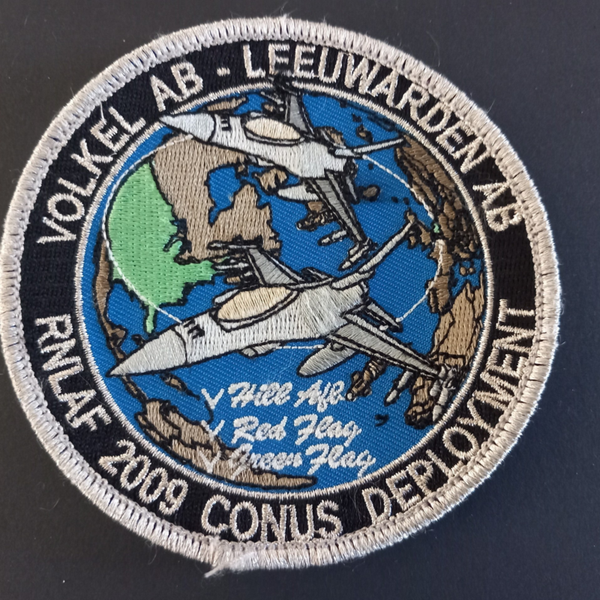 VOLKEL AB - LEEUWARDEN AB
Hill Afb
Red Flag
Green Flag
RNLAF 2009 CONUS DEPLOYMENT